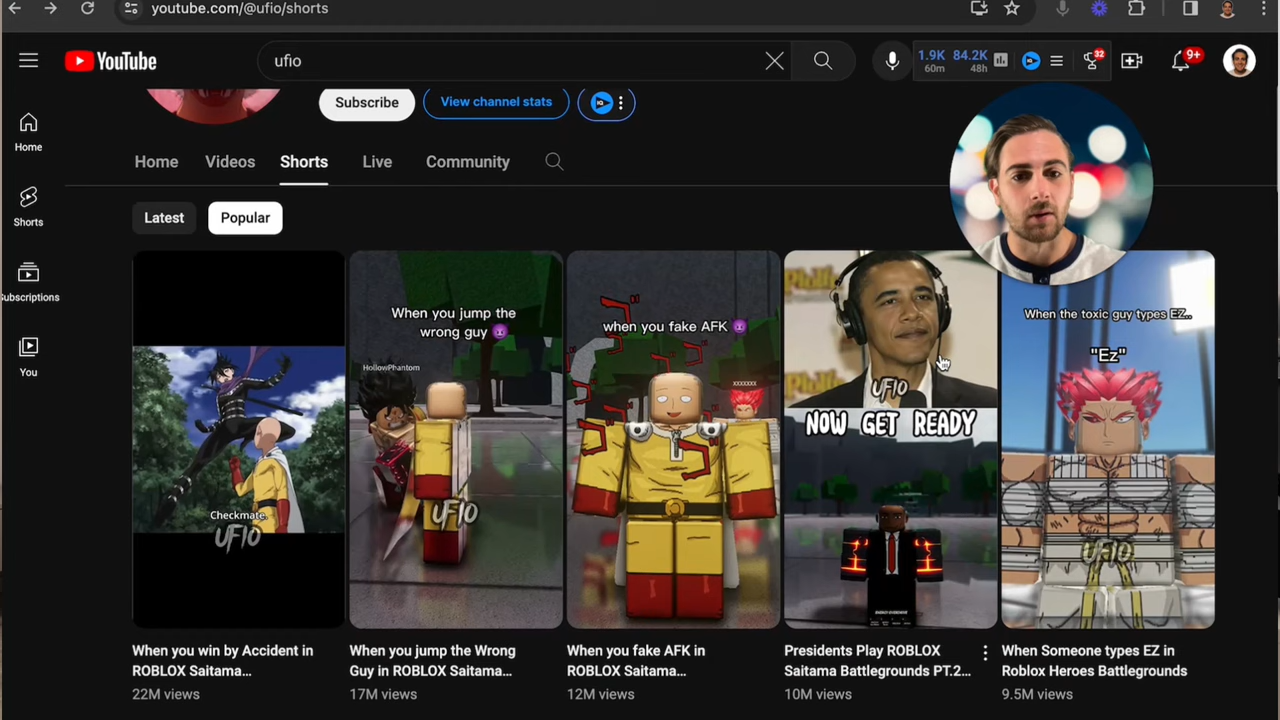 youtube.com/@ufio/shorts
YouTube
ufio
1.9K
60m
84.2K
48h
32
9+
Subscribe
View channel stats
Home
Shorts
Subscriptions
You
Home Videos Shorts Live Community
Latest Popular
Checkmate.
UFIO
When you jump the
wrong guy 😈
HollowPhantom
UFIO
when you fake AFK 😈
XXXXXXX
UFIO
NOW GET READY
When the toxic guy types EZ..
"Ez"
UFIO
When you win by Accident in
ROBLOX Saitama...
22M views
When you jump the Wrong
Guy in ROBLOX Saitama...
17M views
When you fake AFK in
ROBLOX Saitama...
12M views
Presidents Play ROBLOX
Saitama Battlegrounds PT.2...
10M views
When Someone types EZ in
Roblox Heroes Battlegrounds
9.5M views